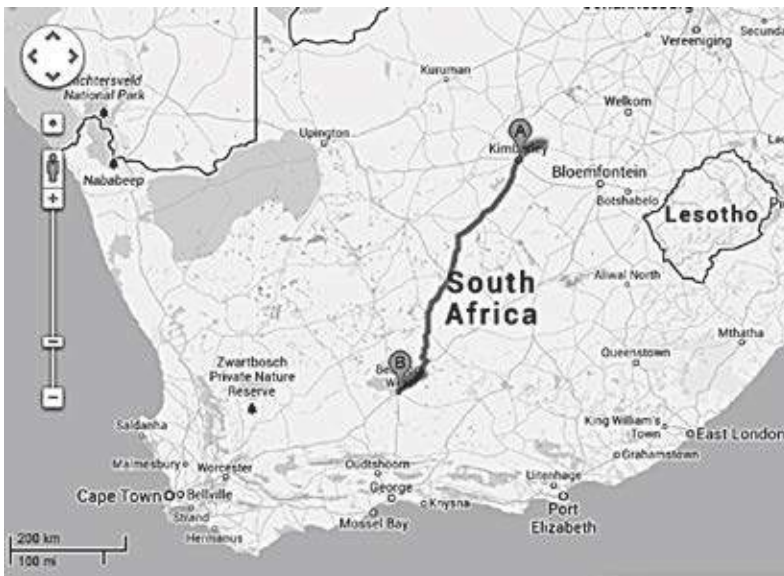 Vereeniging
Secunda
Kuruman
Richtersveld
National Park
Welkom
A
Upington
Kimberley
Nababeep
Bloemfontein
Botshabelo
Lesotho
South
Africa
Aliwal North
Mthatha
B
Queenstown
Zwartbosch
Private Nature
Reserve
King William's
Town
East London
Saldanha
Grahamstown
Malmesbury
Worcester
Oudtshoorn
Uitenhage
Cape Town
Bellville
George
Knysna
Port
Elizabeth
Strand
Mossel Bay
Hermanus
200 km
100 mi